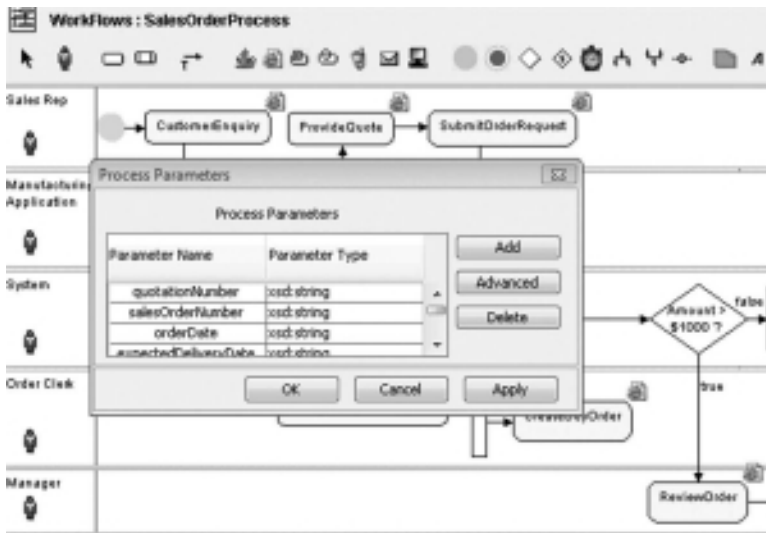 WorkFlows : SalesOrderProcess
Sales Rep
CustomerEnquiry
ProvideQuote
SubmitOrderRequest
Manufacturing
Application
Process Parameters
Process Parameters
Parameter Name
Parameter Type
Add
quotationNumber
xsd:string
Advanced
salesOrderNumber
xsd:string
orderDate
xsd:string
Delete
expectedDeliveryDate
xsd:string
OK
Cancel
Apply
System
Amount >
$1000 ?
false
true
Order Clerk
Manager
ReviewOrder